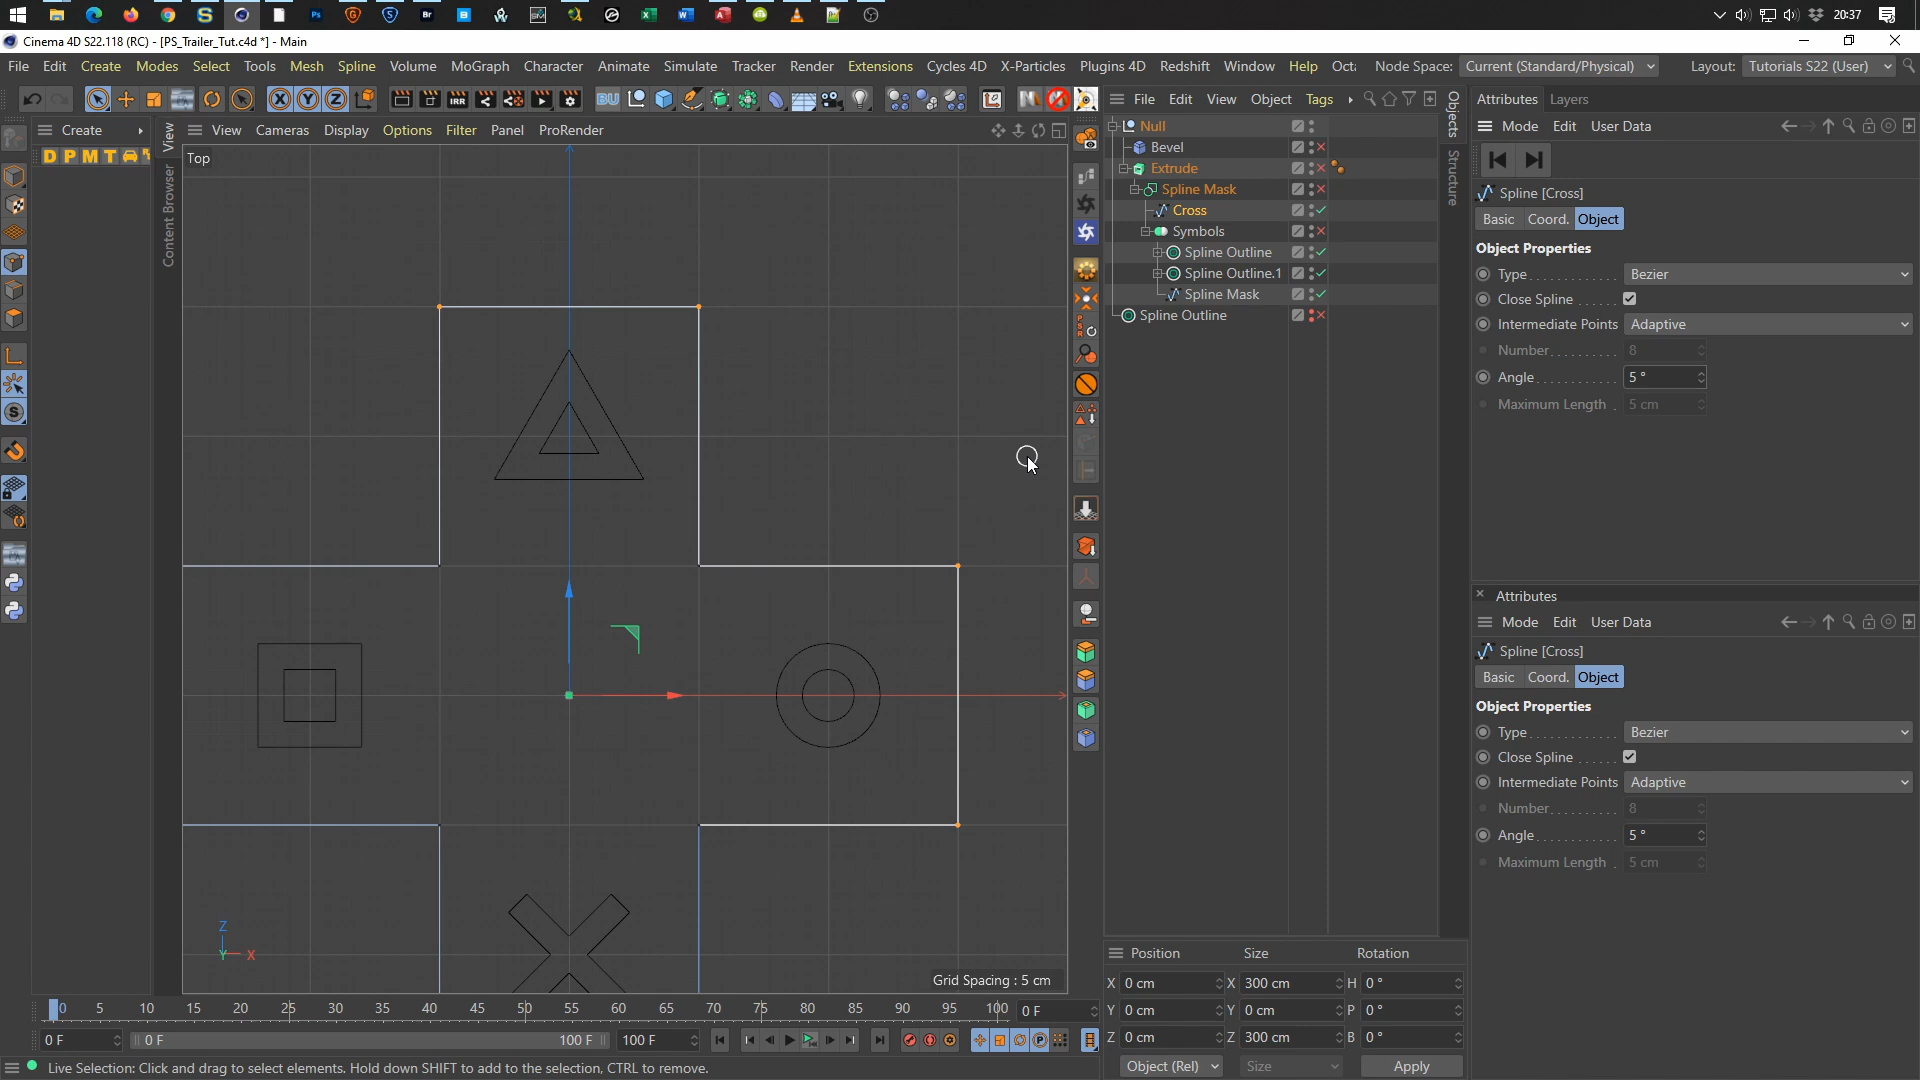 20:37
Cinema 4D S22.118 (RC) - [PS_Trailer_Tut.c4d *] - Main
File Edit Create Modes Select Tools Mesh Spline Volume MoGraph Character Animate Simulate Tracker Render Extensions Cycles 4D X-Particles Plugins 4D Redshift Window Help Octa Node Space: Current (Standard/Physical) Layout: Tutorials S22 (User)
File Edit View Object Tags
Attributes Layers
Create
View Cameras Display Options Filter Panel ProRender
Mode Edit User Data
D P M T
View
Content Browser
Objects
Structure
Top
Null
Bevel
Extrude
Spline Mask
Cross
Symbols
Spline Outline
Spline Outline.1
Spline Mask
Spline Outline
Spline [Cross]
Basic Coord. Object
Object Properties
Type Bezier
Close Spline
Intermediate Points Adaptive
Number 8
Angle 5 °
Maximum Length 5 cm
Attributes
Mode Edit User Data
Spline [Cross]
Basic Coord. Object
Object Properties
Type Bezier
Close Spline
Intermediate Points Adaptive
Number 8
Angle 5 °
Maximum Length 5 cm
Z
Y X
Grid Spacing : 5 cm
Position Size Rotation
X 0 cm X 300 cm H 0 °
Y 0 cm Y 0 cm P 0 °
Z 0 cm Z 300 cm B 0 °
Object (Rel) Size Apply
0 5 10 15 20 25 30 35 40 45 50 55 60 65 70 75 80 85 90 95 100 0 F
0 F 0 F 100 F 100 F
Live Selection: Click and drag to select elements. Hold down SHIFT to add to the selection, CTRL to remove.